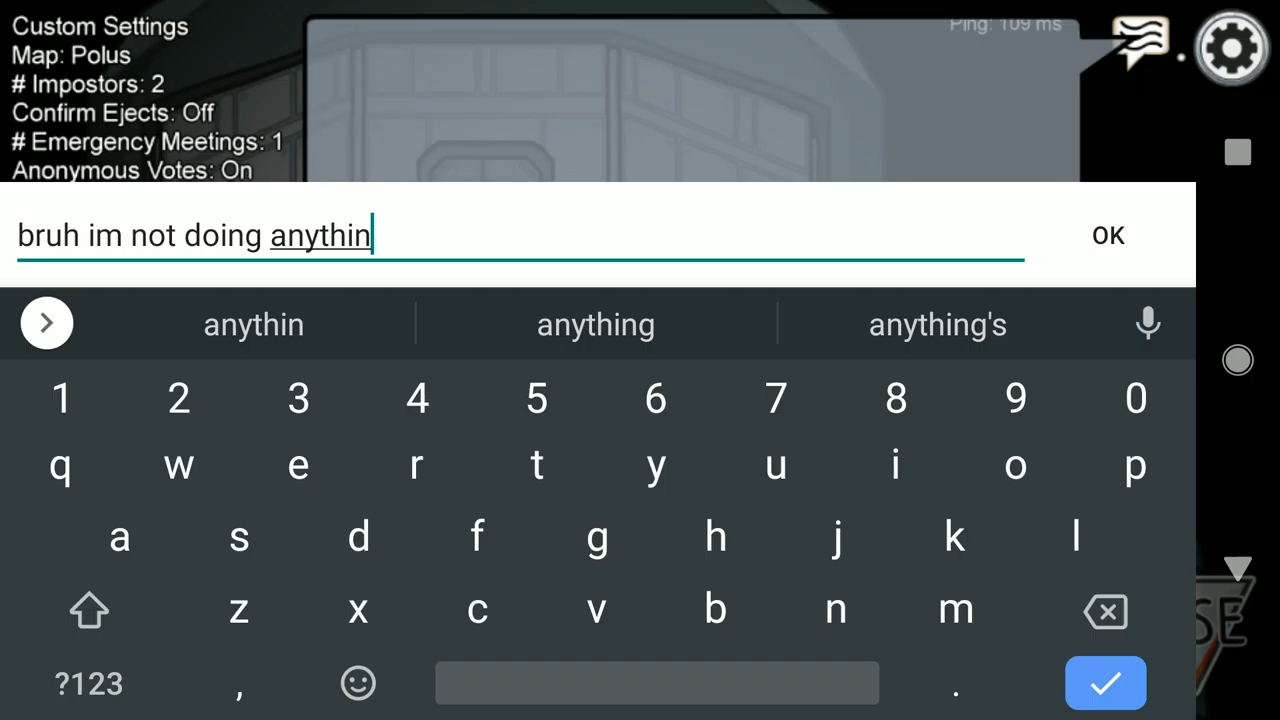 Custom Settings
Map: Polus
# Impostors: 2
Confirm Ejects: Off
# Emergency Meetings: 1
Anonymous Votes: On
Ping: 109 ms
bruh im not doing anythin
OK
anythin anything anything's
1 2 3 4 5 6 7 8 9 0
q w e r t y u i o p
a s d f g h j k l
z x c v b n m
?123 , .